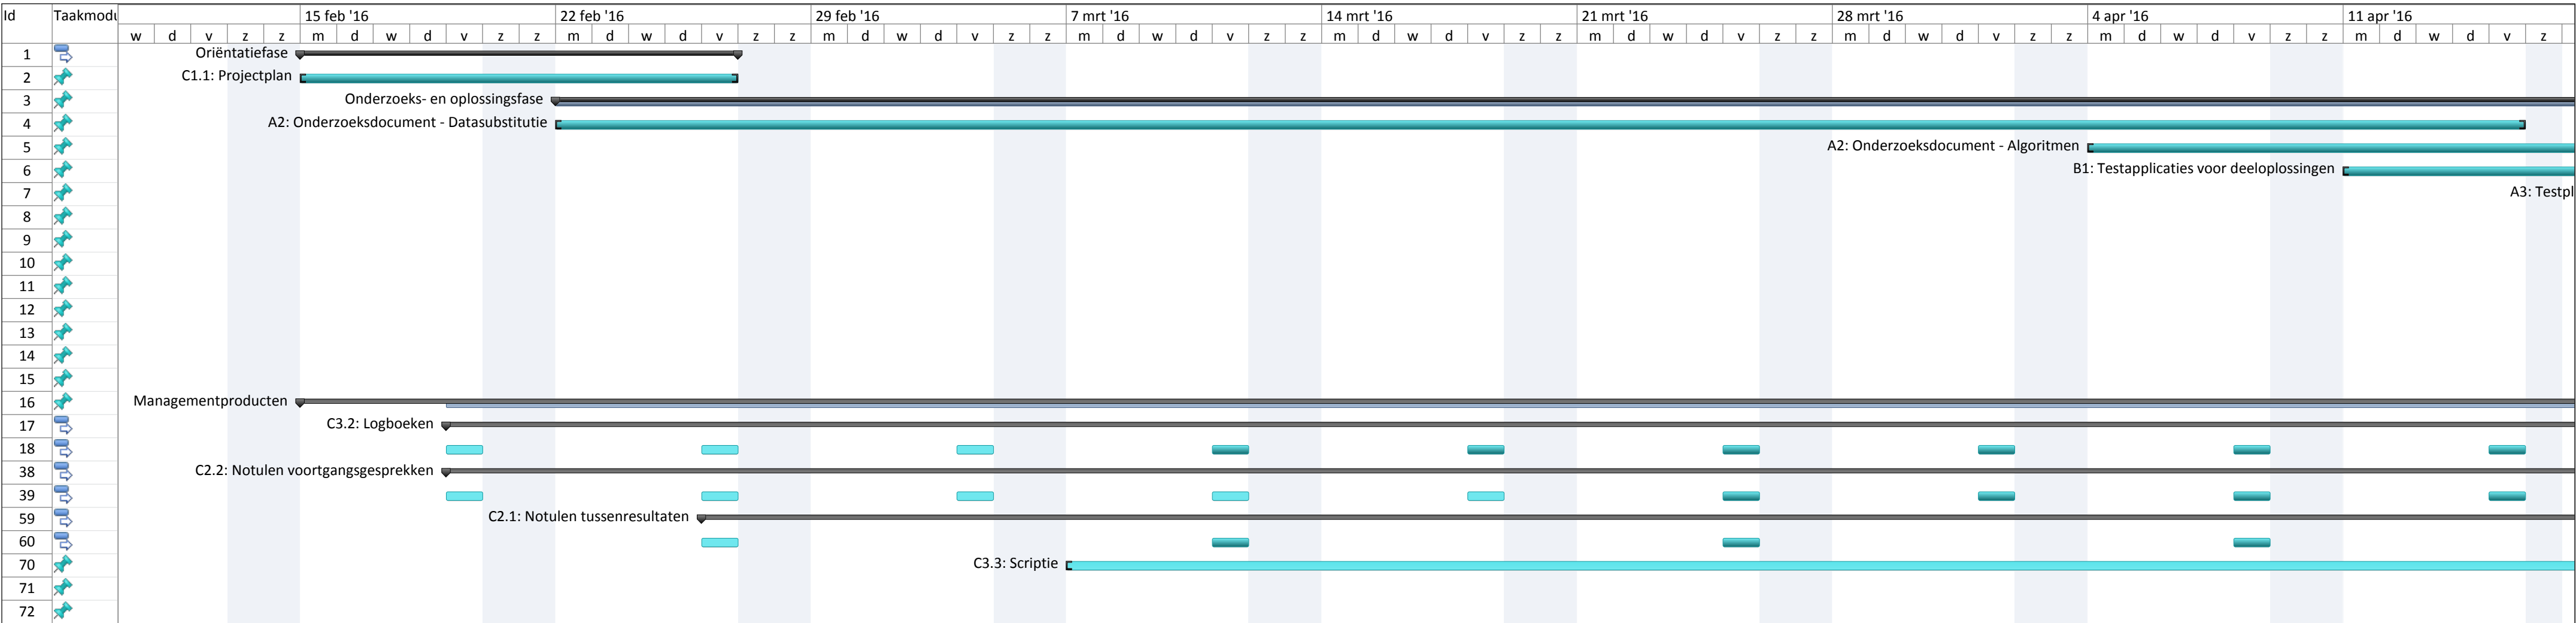 Id Taakmodu 15 feb '16 22 feb '16 29 feb '16 7 mrt '16 14 mrt '16 21 mrt '16 28 mrt '16 4 apr '16 11 apr '16
w d v z z m d w d v z z m d w d v z z m d w d v z z m d w d v z z m d w d v z z m d w d v z z m d w d v z z m d w d v z z m d w d v z
1 Oriëntatiefase
2 C1.1: Projectplan
3 Onderzoeks- en oplossingsfase
4 A2: Onderzoeksdocument - Datasubstitutie
5 A2: Onderzoeksdocument - Algoritmen
6 B1: Testapplicaties voor deeloplossingen
7 A3: Testpl
8
9
10
11
12
13
14
15
16 Managementproducten
17 C3.2: Logboeken
18
38 C2.2: Notulen voortgangsgesprekken
39
59 C2.1: Notulen tussenresultaten
60
70 C3.3: Scriptie
71
72